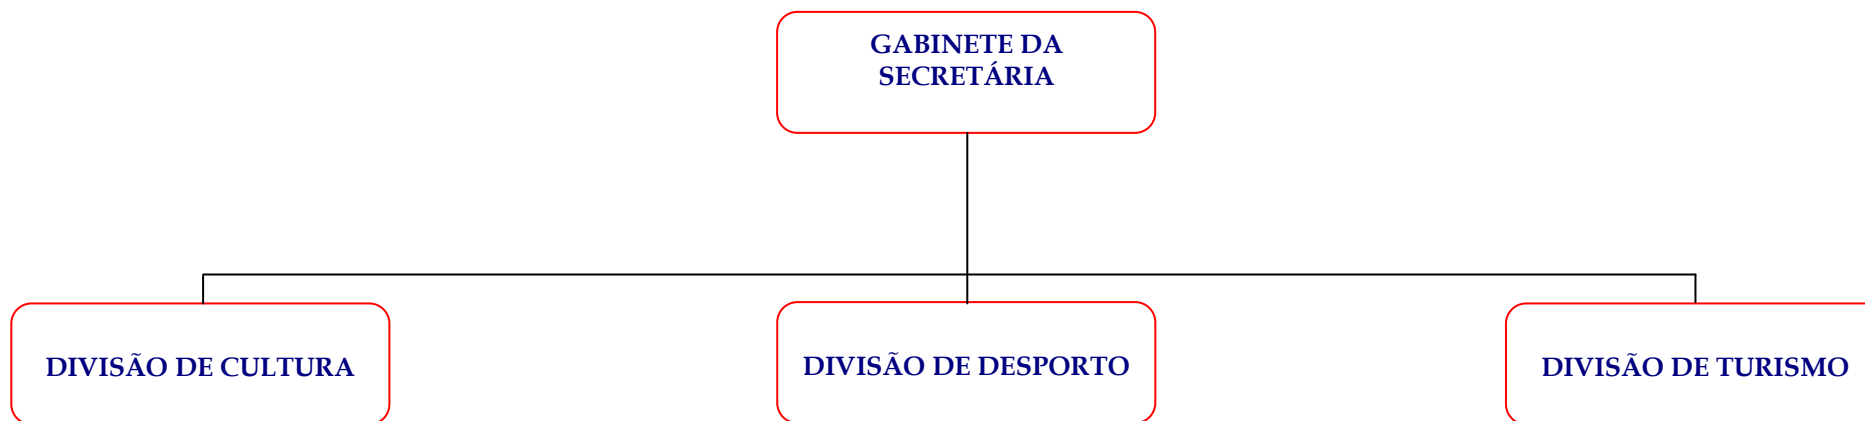 GABINETE DA
SECRETÁRIA
DIVISÃO DE CULTURA
DIVISÃO DE DESPORTO
DIVISÃO DE TURISMO